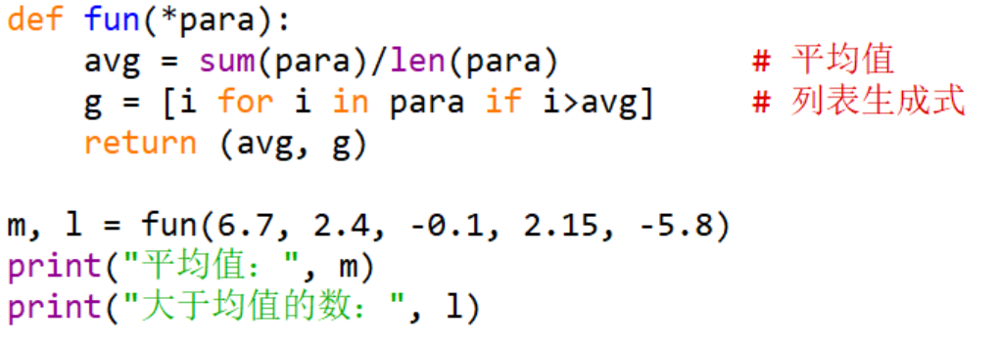 def fun(*para):
    avg = sum(para)/len(para)          # 平均值
    g = [i for i in para if i>avg]     # 列表生成式
    return (avg, g)

m, l = fun(6.7, 2.4, -0.1, 2.15, -5.8)
print("平均值：", m)
print("大于均值的数：", l)